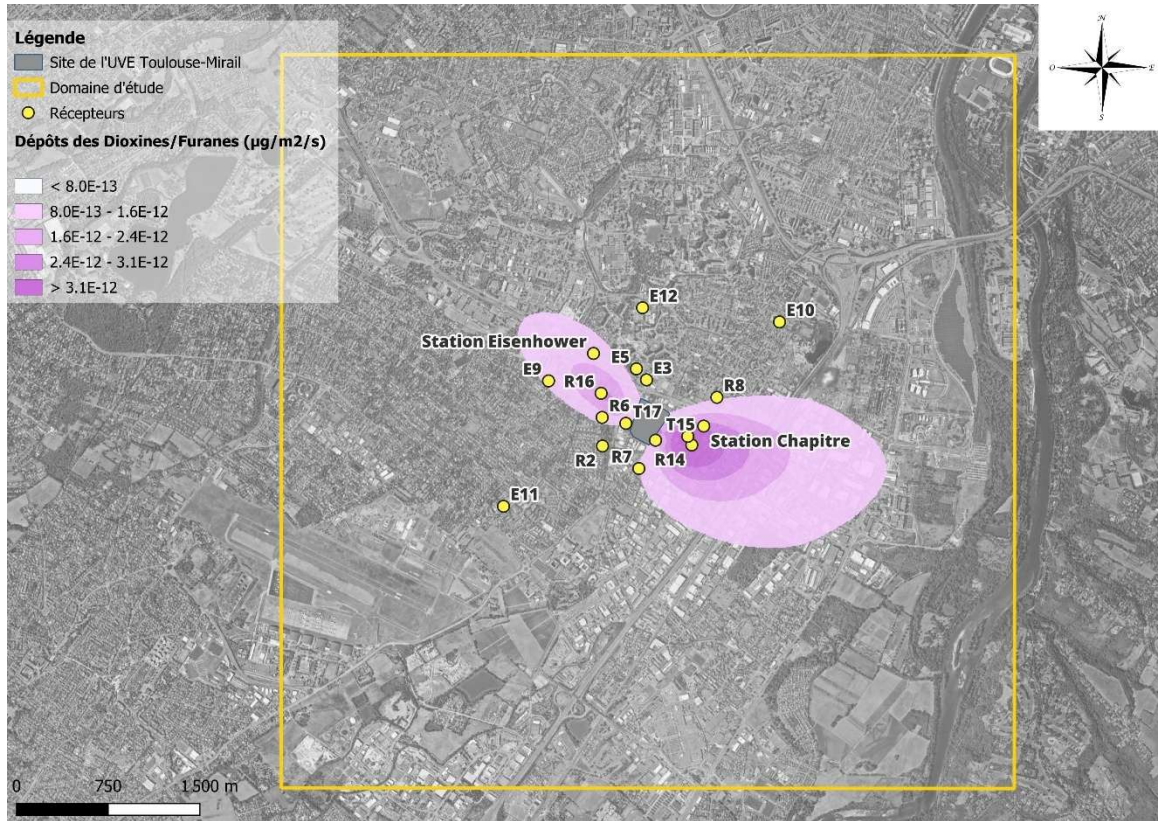 Légende
Site de l'UVE Toulouse-Mirail
Domaine d'étude
Récepteurs
Dépôts des Dioxines/Furanes (µg/m2/s)
< 8.0E-13
8.0E-13 - 1.6E-12
1.6E-12 - 2.4E-12
2.4E-12 - 3.1E-12
> 3.1E-12
N
O
E
S
E12
E10
Station Eisenhower
E5
E3
E9
R16
R8
R6
T17
T15
Station Chapitre
R2
R7
R14
E11
0 750 1 500 m